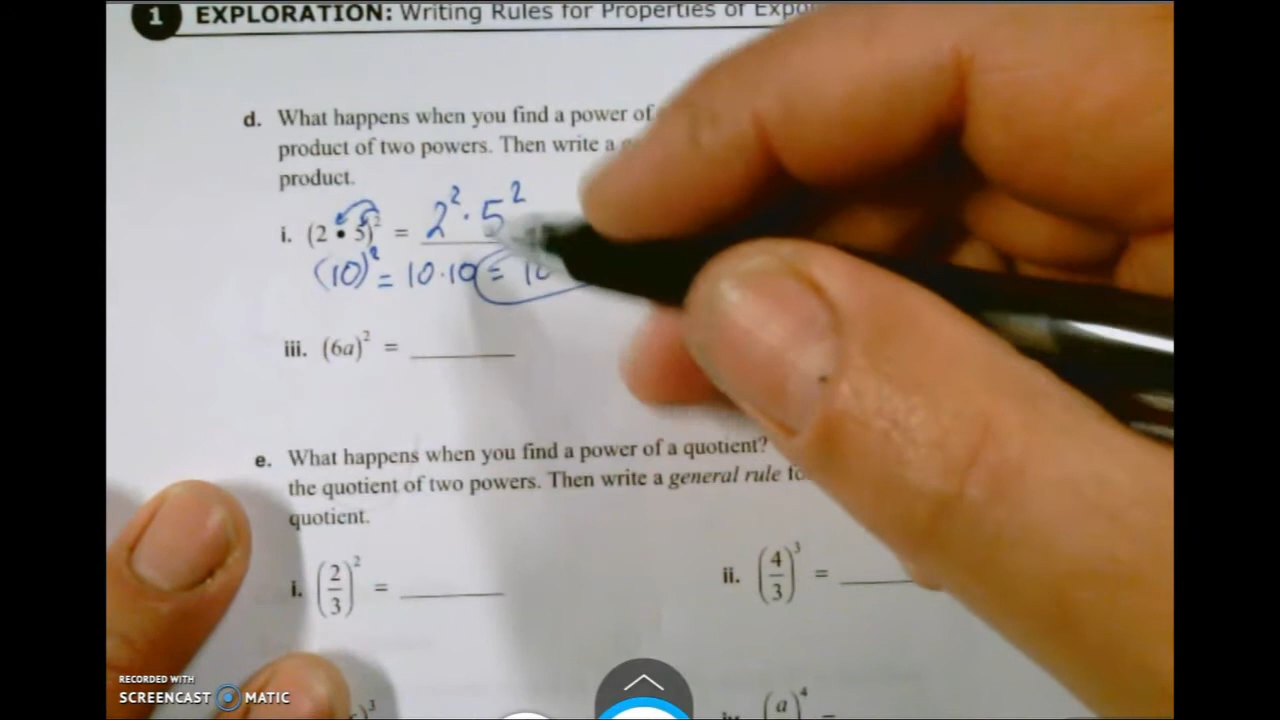 1 EXPLORATION: Writing Rules for Properties of
d. What happens when you find a power of
product of two powers. Then write a
product.
i. (2 • 5)² = 2² · 5²
(10)² = 10·10 = 10
iii. (6a)² = ________
e. What happens when you find a power of a quotient?
the quotient of two powers. Then write a general rule
quotient.
i. (2/3)² = ________
ii. (4/3)³ = ________
RECORDED WITH
SCREENCAST MATIC